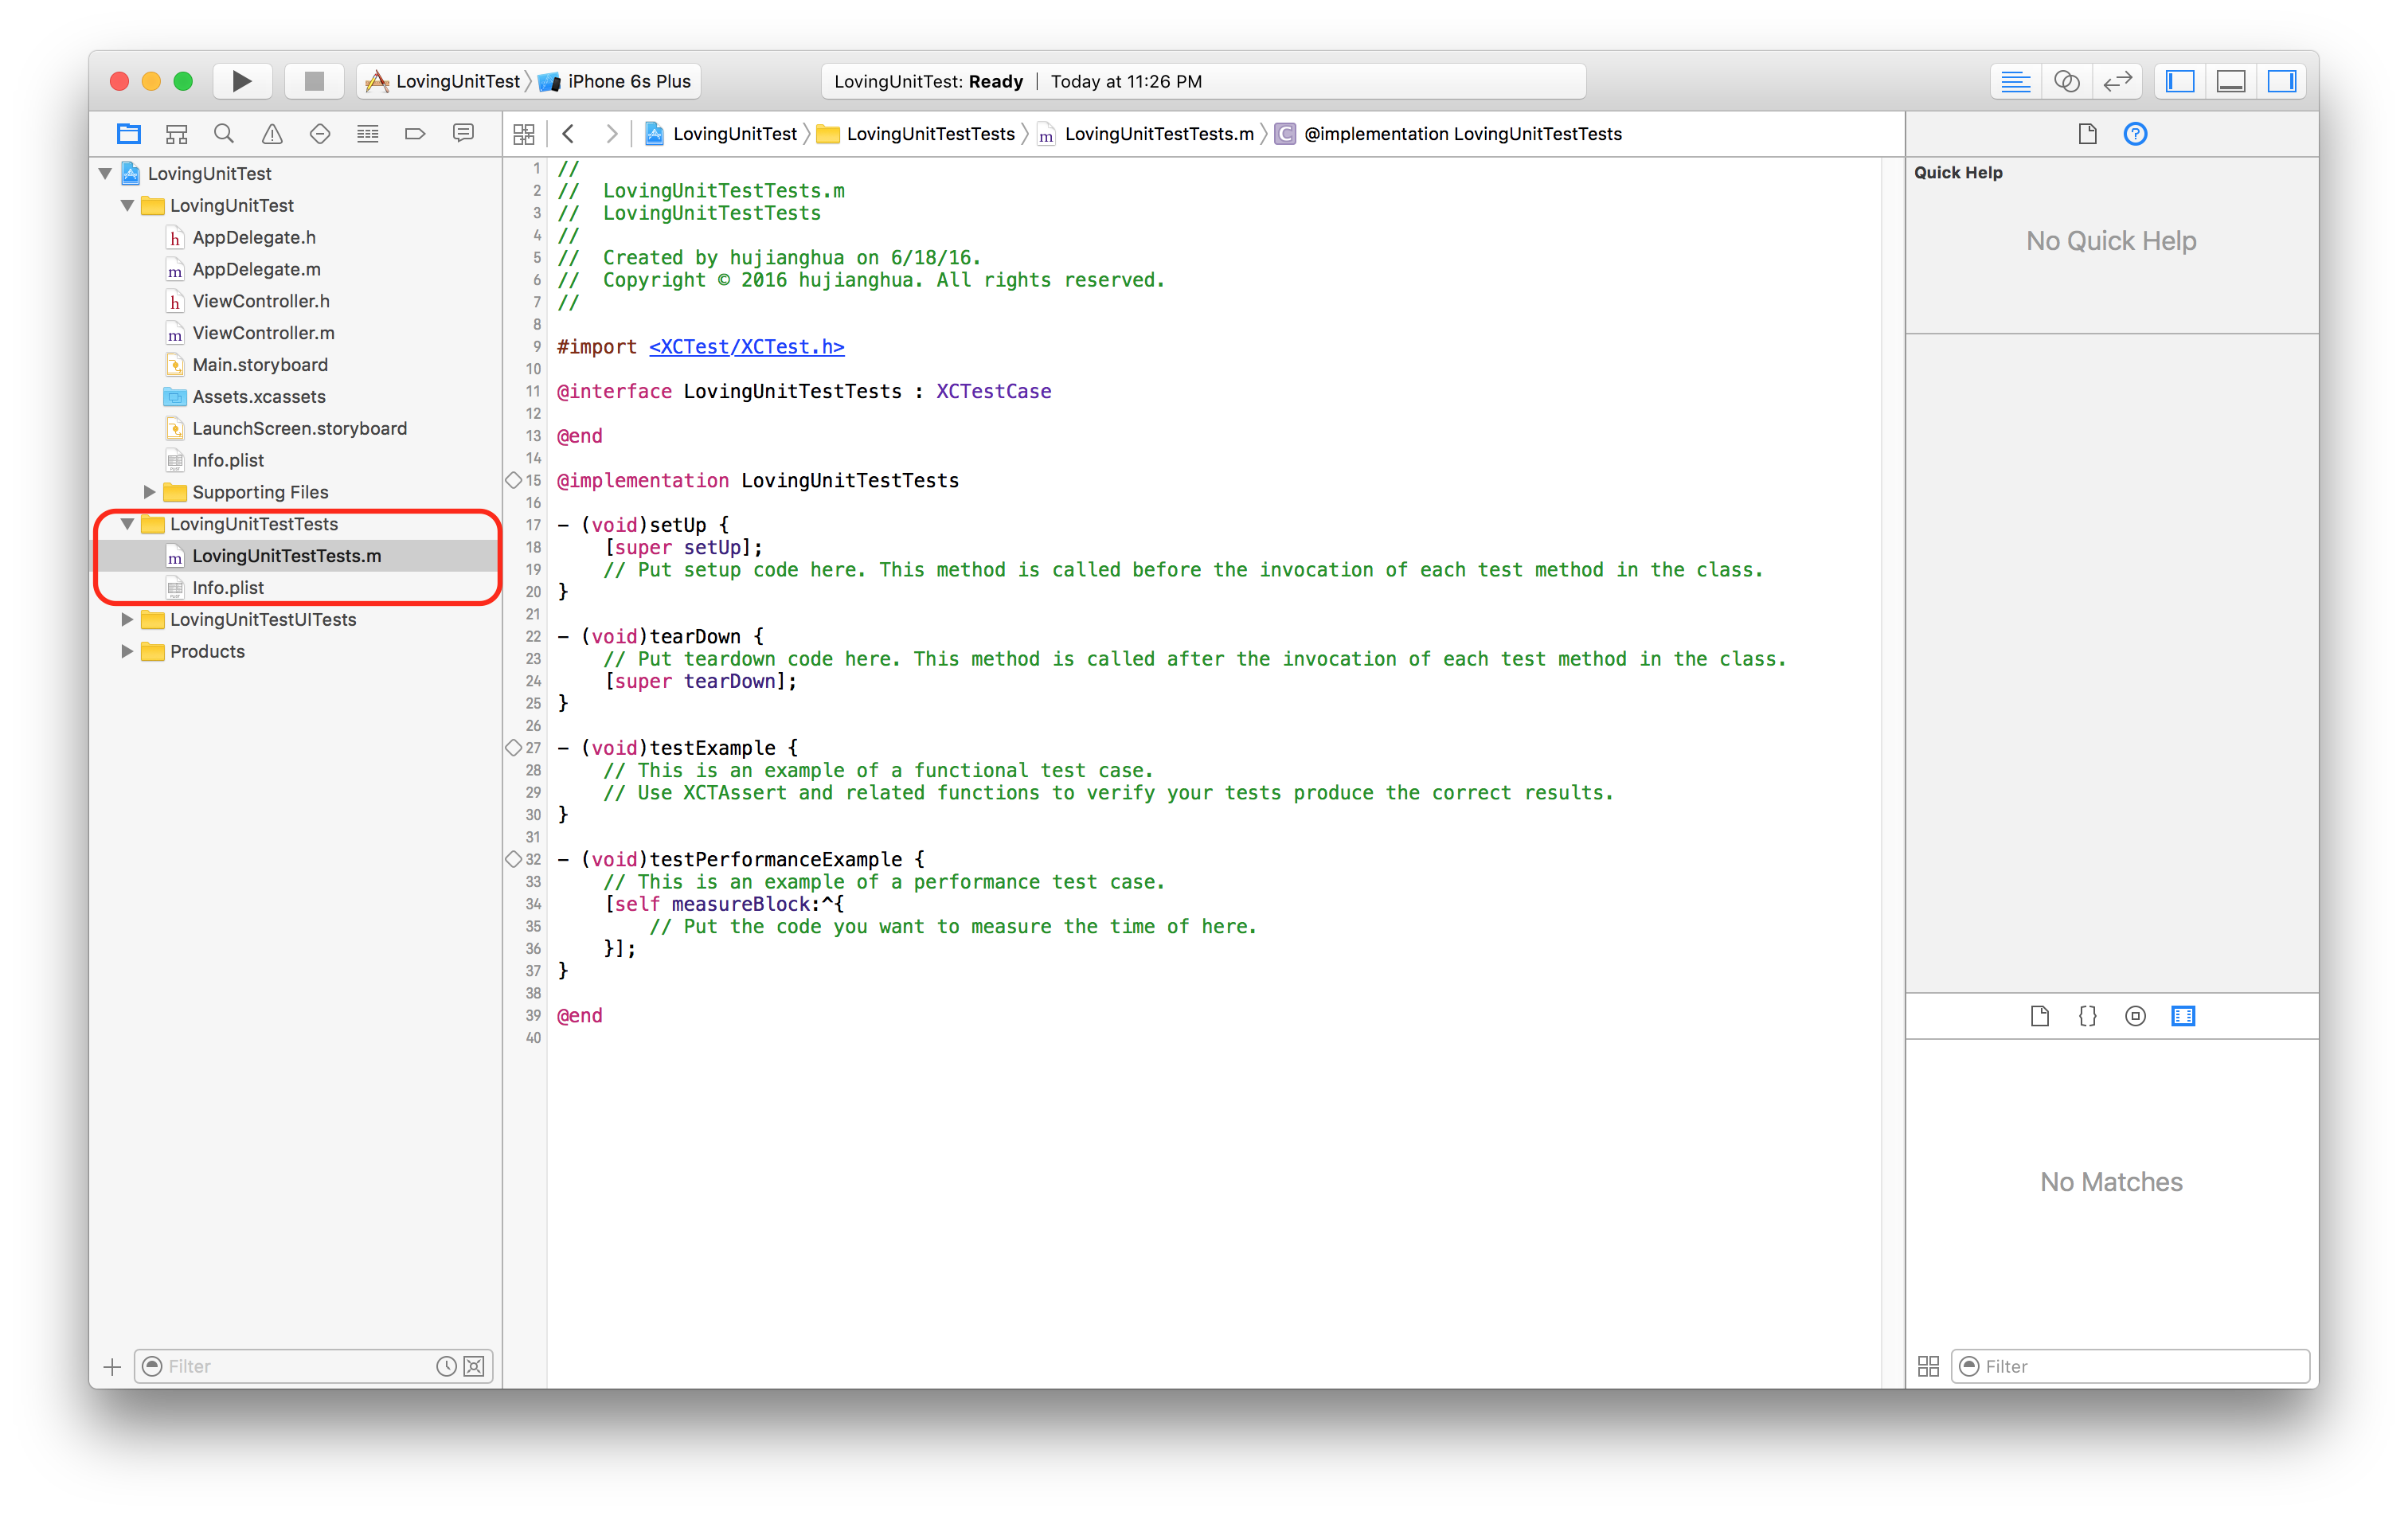 LovingUnitTest iPhone 6s Plus
LovingUnitTest: Ready | Today at 11:26 PM
LovingUnitTest LovingUnitTestTests LovingUnitTestTests.m @implementation LovingUnitTestTests
LovingUnitTest
LovingUnitTest
AppDelegate.h
AppDelegate.m
ViewController.h
ViewController.m
Main.storyboard
Assets.xcassets
LaunchScreen.storyboard
Info.plist
Supporting Files
LovingUnitTestTests
LovingUnitTestTests.m
Info.plist
LovingUnitTestUITests
Products
Filter
1 //
2 //  LovingUnitTestTests.m
3 //  LovingUnitTestTests
4 //
5 //  Created by hujianghua on 6/18/16.
6 //  Copyright © 2016 hujianghua. All rights reserved.
7 //
8
9 #import <XCTest/XCTest.h>
10
11 @interface LovingUnitTestTests : XCTestCase
12
13 @end
14
15 @implementation LovingUnitTestTests
16
17 - (void)setUp {
18     [super setUp];
19     // Put setup code here. This method is called before the invocation of each test method in the class.
20 }
21
22 - (void)tearDown {
23     // Put teardown code here. This method is called after the invocation of each test method in the class.
24     [super tearDown];
25 }
26
27 - (void)testExample {
28     // This is an example of a functional test case.
29     // Use XCTAssert and related functions to verify your tests produce the correct results.
30 }
31
32 - (void)testPerformanceExample {
33     // This is an example of a performance test case.
34     [self measureBlock:^{
35         // Put the code you want to measure the time of here.
36     }];
37 }
38
39 @end
40
Quick Help
No Quick Help
No Matches
Filter